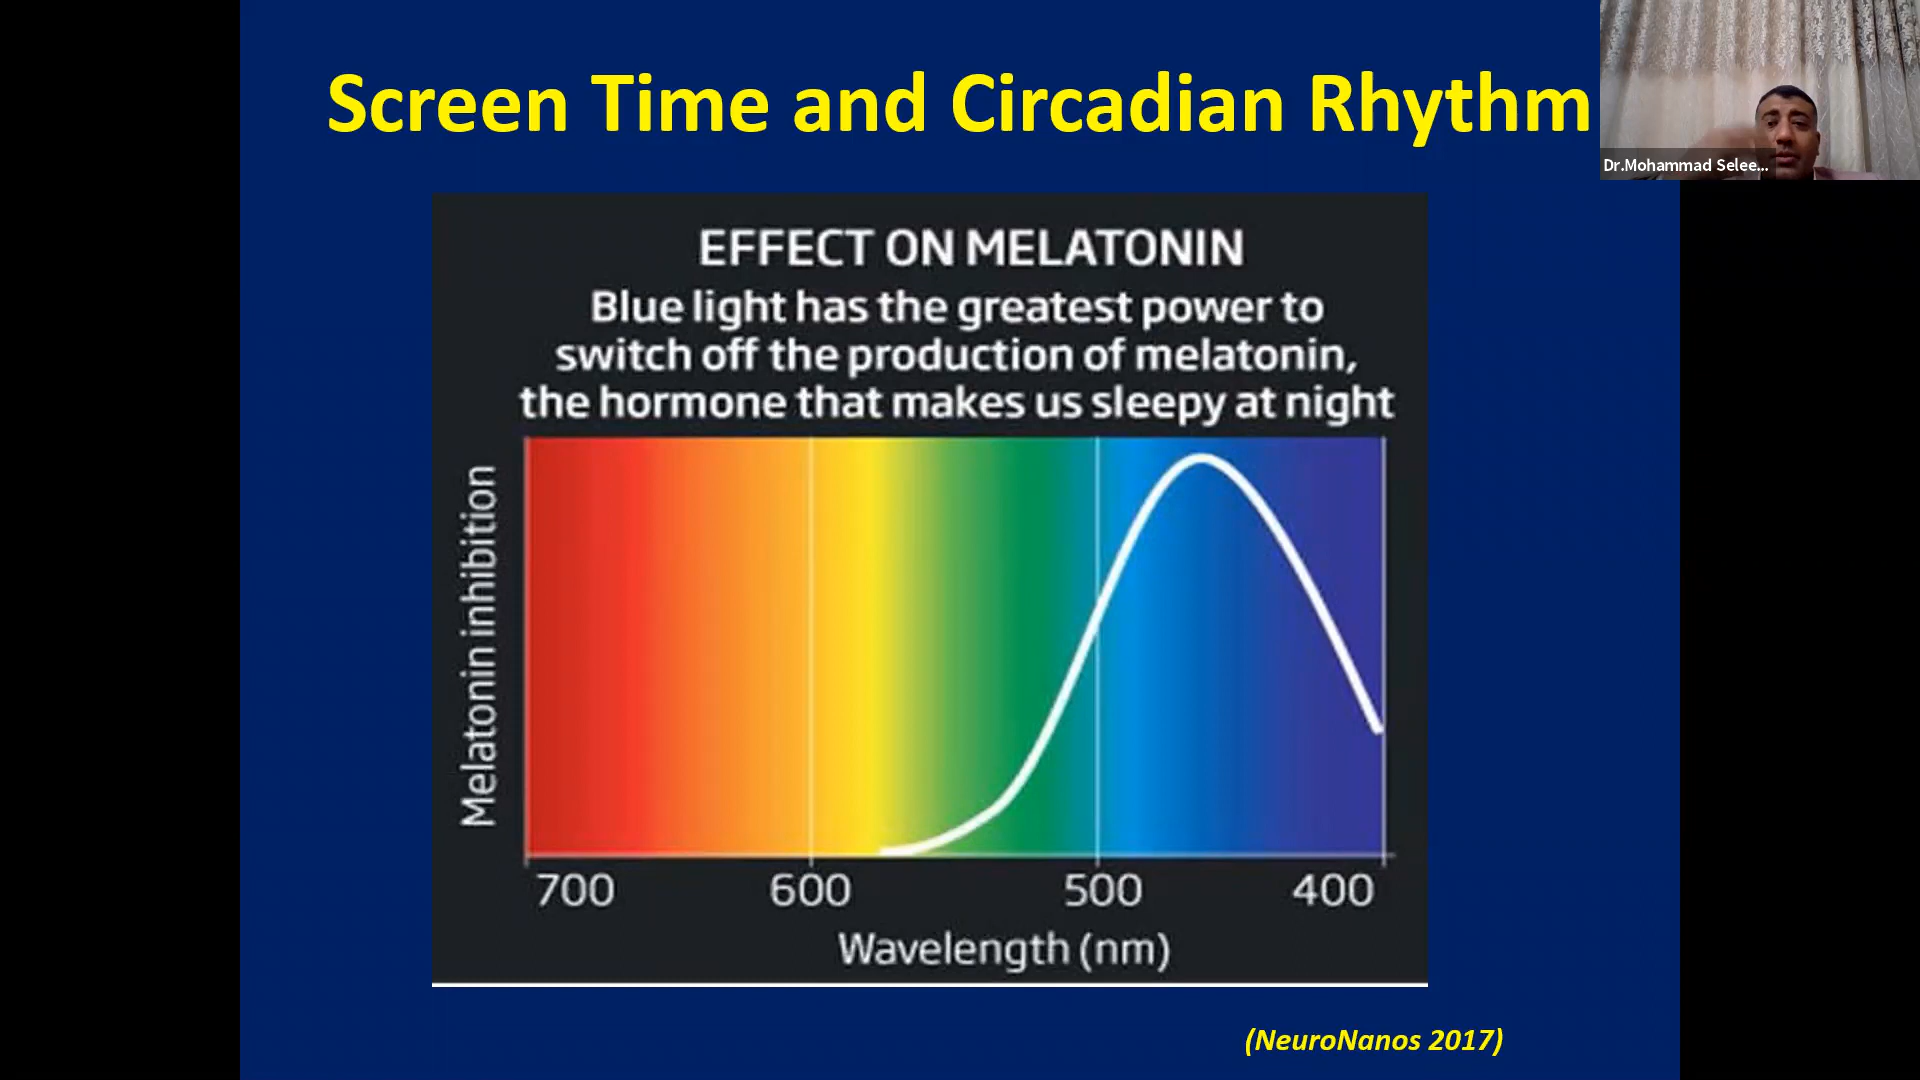 Screen Time and Circadian Rhythm
Dr.Mohammad Selee...
EFFECT ON MELATONIN
Blue light has the greatest power to
switch off the production of melatonin,
the hormone that makes us sleepy at night
Melatonin inhibition
700 600 500 400
Wavelength (nm)
(NeuroNanos 2017)